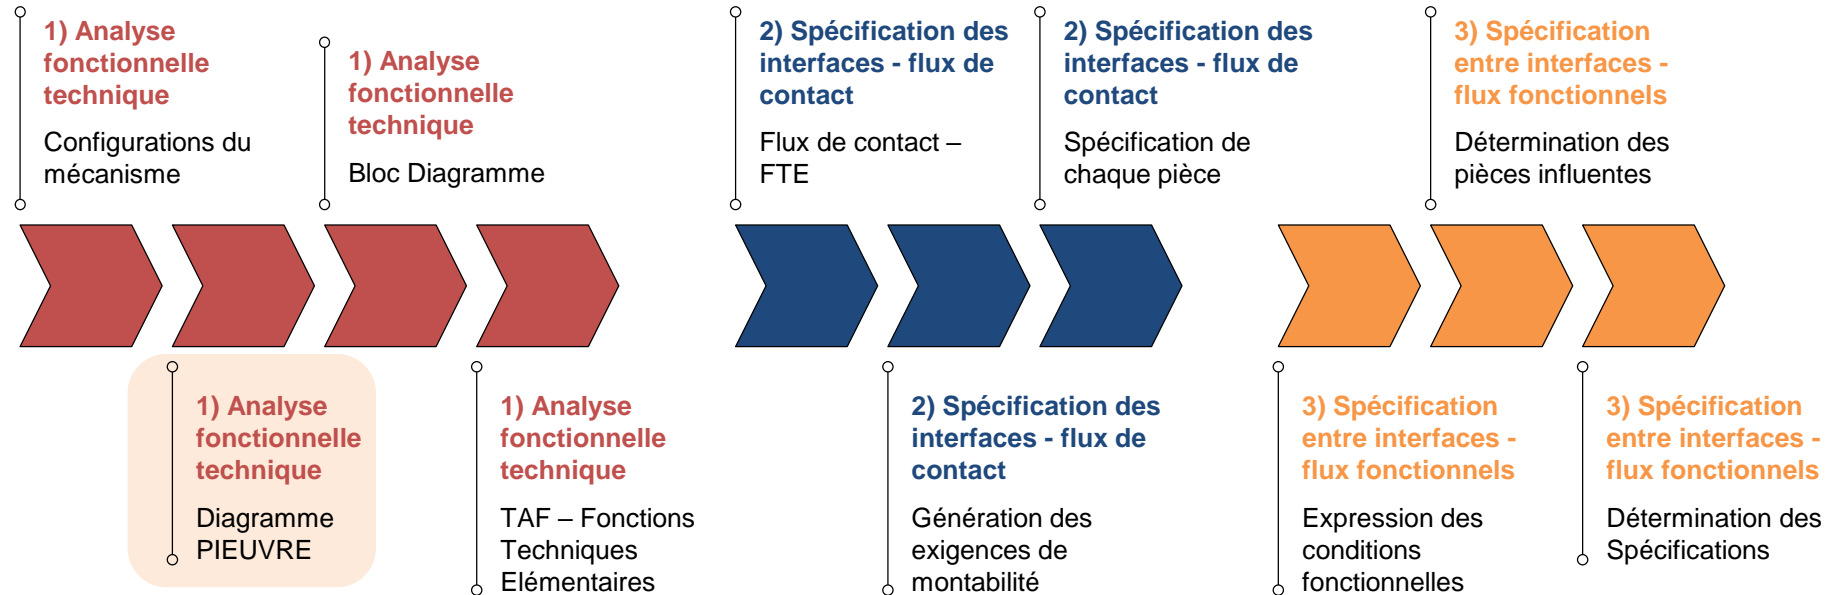 1) Analyse
fonctionnelle
technique
Configurations du
mécanisme
1) Analyse
fonctionnelle
technique
Bloc Diagramme
2) Spécification des
interfaces - flux de
contact
Flux de contact –
FTE
2) Spécification des
interfaces - flux de
contact
Spécification de
chaque pièce
3) Spécification
entre interfaces -
flux fonctionnels
Détermination des
pièces influentes
1) Analyse
fonctionnelle
technique
Diagramme
PIEUVRE
1) Analyse
fonctionnelle
technique
TAF – Fonctions
Techniques
Elémentaires
2) Spécification des
interfaces - flux de
contact
Génération des
exigences de
montabilité
3) Spécification
entre interfaces -
flux fonctionnels
Expression des
conditions
fonctionnelles
3) Spécification
entre interfaces -
flux fonctionnels
Détermination des
Spécifications